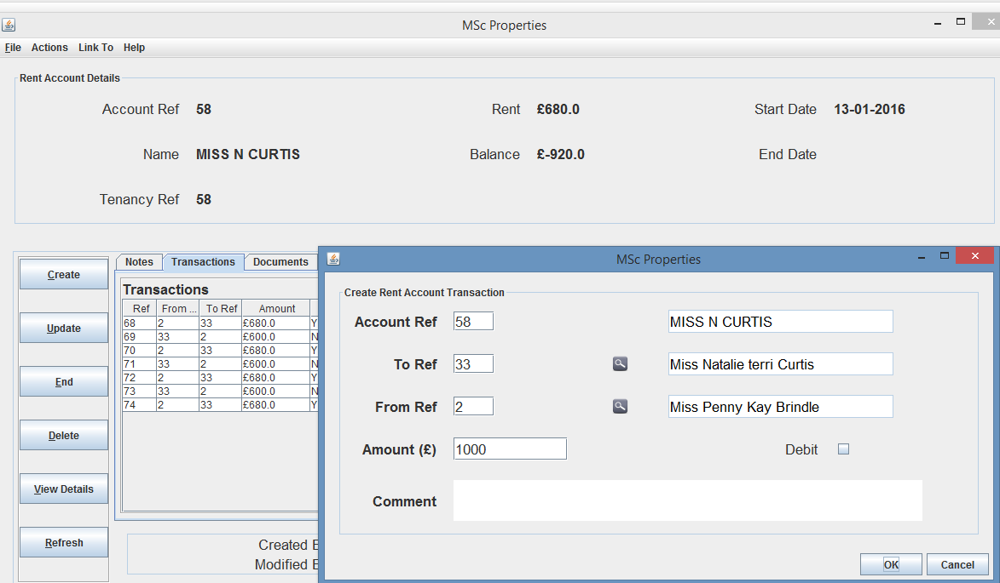 MSc Properties
File Actions Link To Help
Rent Account Details
Account Ref 58 Rent £680.0 Start Date 13-01-2016
Name MISS N CURTIS Balance £-920.0 End Date
Tenancy Ref 58
Create
Update
End
Delete
View Details
Refresh
Notes Transactions Documents
Transactions
Ref From ... To Ref Amount
68 2 33 £680.0 Y
69 33 2 £600.0 N
70 2 33 £680.0 Y
71 33 2 £600.0 N
72 2 33 £680.0 Y
73 33 2 £600.0 N
74 2 33 £680.0 Y
Created
Modified
MSc Properties
Create Rent Account Transaction
Account Ref 58 MISS N CURTIS
To Ref 33 Miss Natalie terri Curtis
From Ref 2 Miss Penny Kay Brindle
Amount (£) 1000 Debit
Comment
OK Cancel